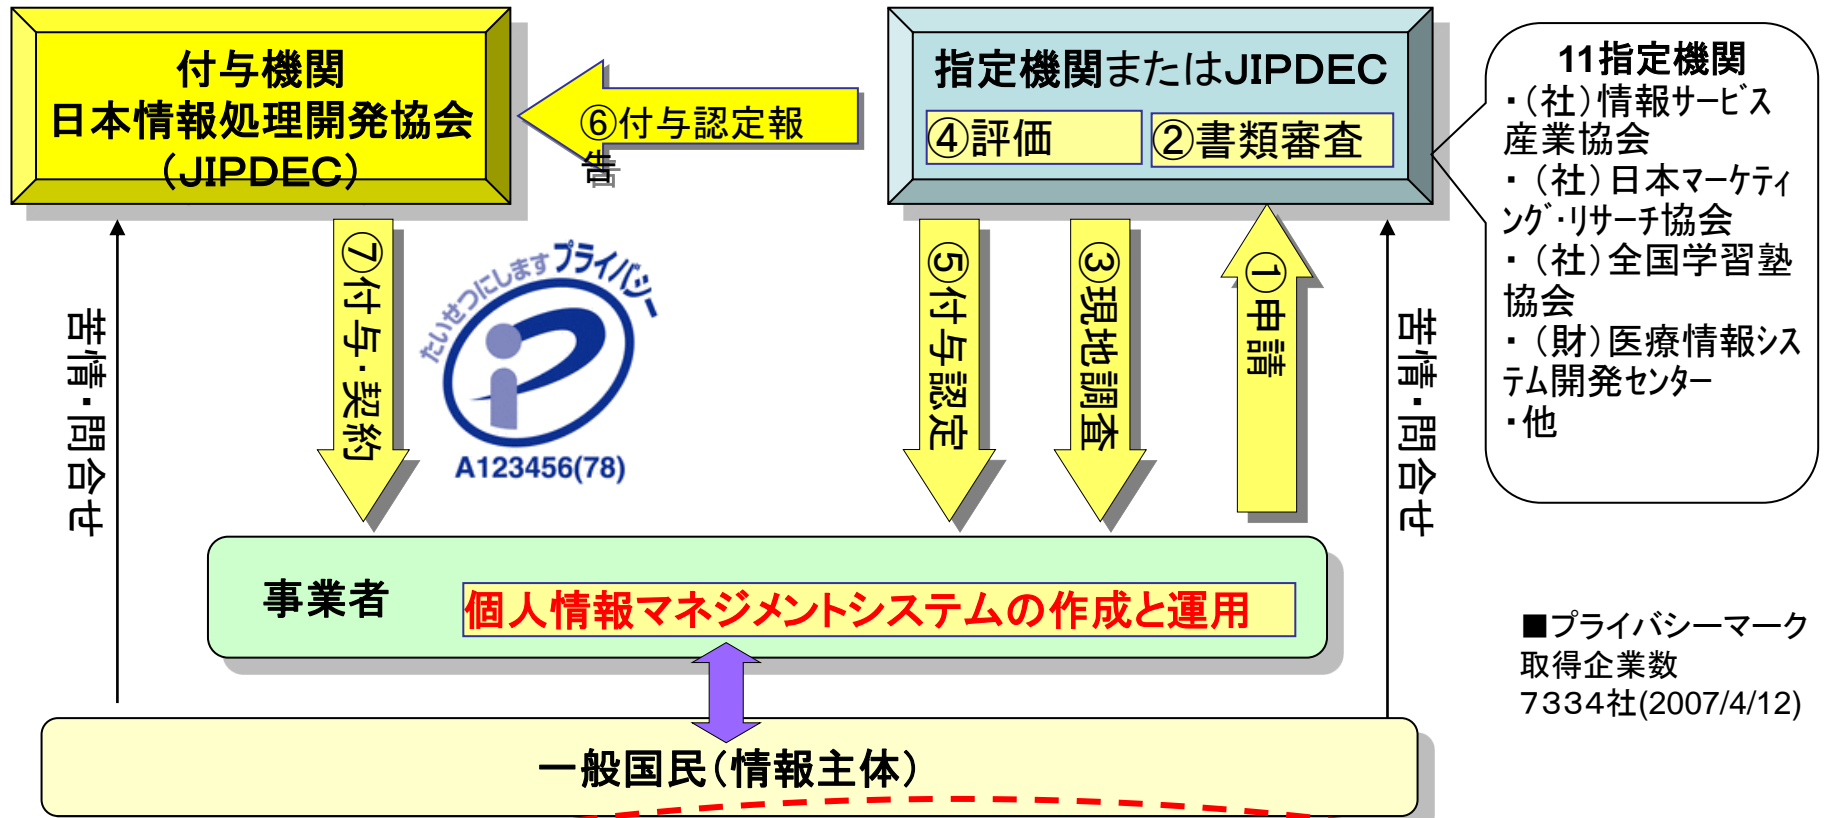 付与機関
日本情報処理開発協会
（JIPDEC）
⑥付与認定報
告
指定機関またはJIPDEC
④評価
②書類審査
11指定機関
・（社）情報サービス
産業協会
・（社）日本マーケティ
ング・リサーチ協会
・（社）全国学習塾
協会
・（財）医療情報シス
テム開発センター
・他
苦情・問合せ
⑦付与・契約
たいせつにします プライバシー
A123456(78)
⑤付与認定
③現地調査
①申請
苦情・問合せ
事業者
個人情報マネジメントシステムの作成と運用
■プライバシーマーク
取得企業数
７３３４社(2007/4/12)
一般国民（情報主体）